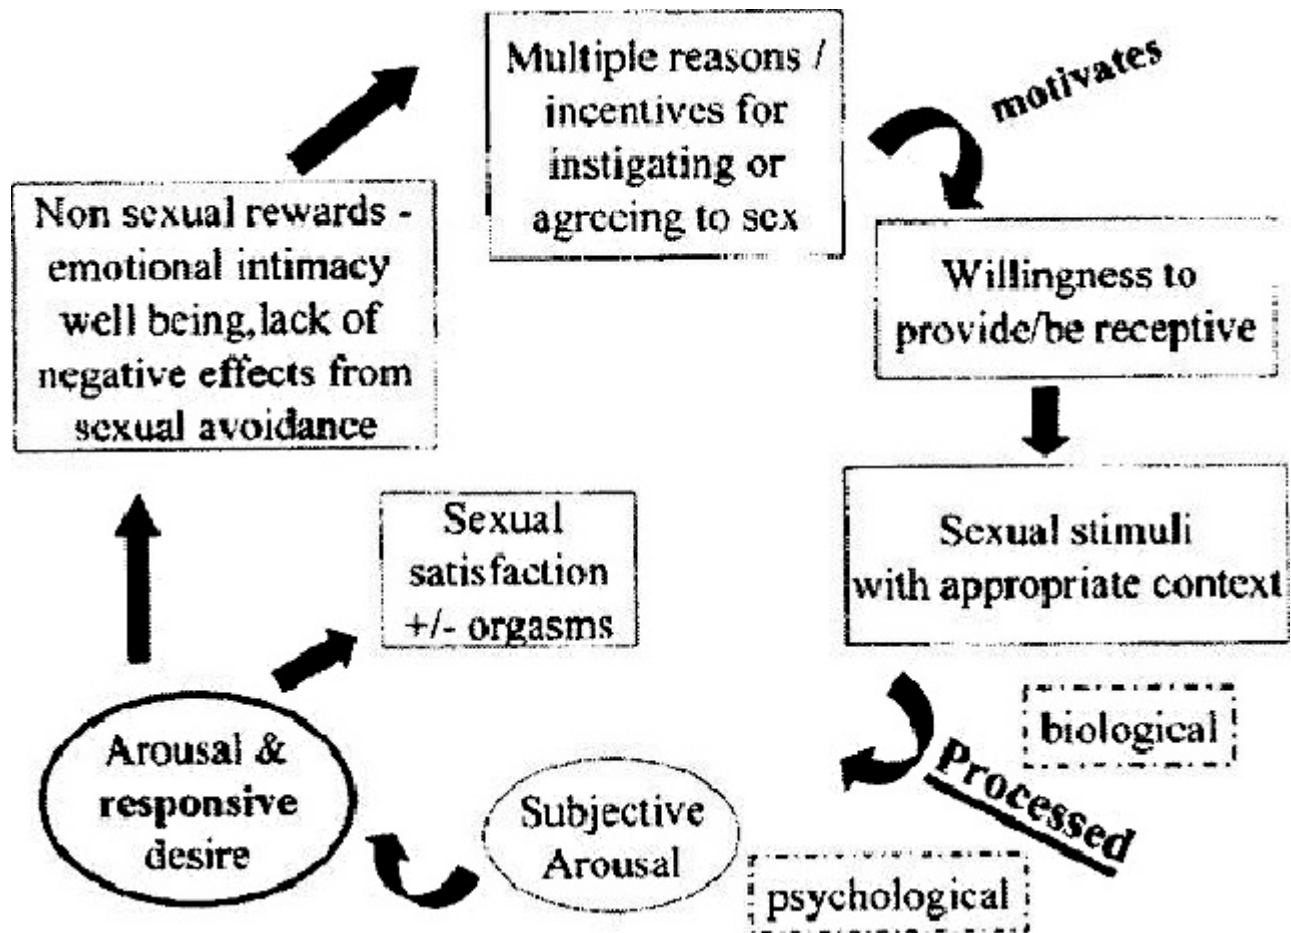 Multiple reasons /
incentives for
instigating or
agreeing to sex
motivates
Willingness to
provide/be receptive
Sexual stimuli
with appropriate context
biological
Processed
psychological
Subjective
Arousal
Arousal &
responsive
desire
Sexual
satisfaction
+/- orgasms
Non sexual rewards -
emotional intimacy
well being,lack of
negative effects from
sexual avoidance